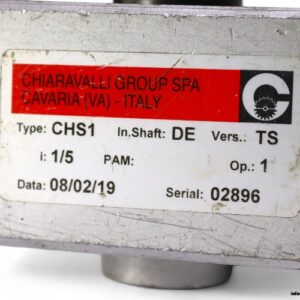 CHIARAVALLI GROUP SPA
CAVARIA (VA) - ITALY
Type: CHS1 In.Shaft: DE Vers.: TS
i: 1/5 PAM: Op.: 1
Data: 08/02/19 Serial: 02896